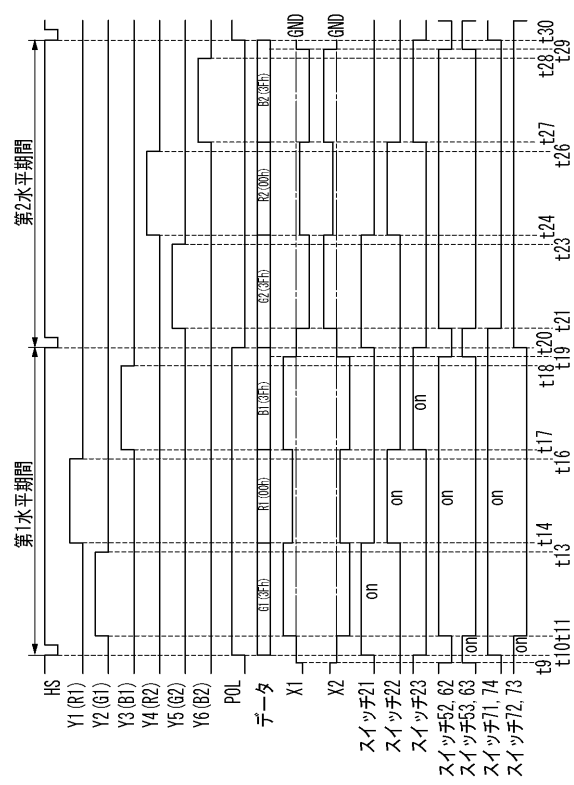 第1水平期間
第2水平期間
HS
Y1(R1)
Y2(G1)
Y3(B1)
Y4(R2)
Y5(G2)
Y6(B2)
POL
データ
G1(3Fh)
R1(00h)
B1(3Fh)
G2(3Fh)
R2(00h)
B2(3Fh)
X1
GND
X2
GND
スイッチ21
on
スイッチ22
on
スイッチ23
on
スイッチ52, 62
on
スイッチ53, 63
on
スイッチ71, 74
on
スイッチ72, 73
on
t9
t10
t11
t13
t14
t16
t17
t18
t19
t20
t21
t23
t24
t26
t27
t28
t29
t30